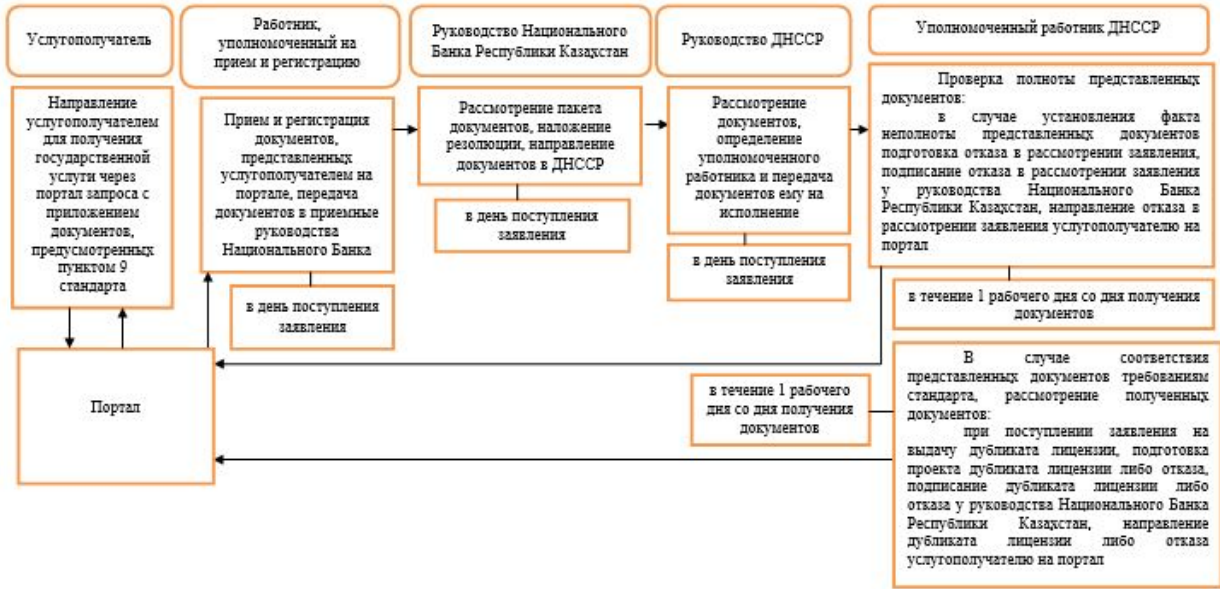 Услугополучатель
Работник,
уполномоченный на
прием и регистрацию
Руководство Национального
Банка Республики Казахстан
Руководство ДНССР
Уполномоченный работник ДНССР
Направление
услугополучателем
для получения
государственной
услуги через
портал запроса с
приложением
документов,
предусмотренных
пунктом 9
стандарта
Прием и регистрация
документов,
представленных
услугополучателем на
портале, передача
документов в приемные
руководства
Национального Банка
в день поступления
заявления
Рассмотрение пакета
документов, наложение
резолюции, направление
документов в ДНССР
в день поступления
заявления
Рассмотрение
документов,
определение
уполномоченного
работника и передача
документов ему на
исполнение
в день поступления
заявления
Проверка полноты представленных
документов:
в случае установления факта
неполноты представленных документов
подготовка отказа в рассмотрении заявления,
подписание отказа в рассмотрении заявления
у руководства Национального Банка
Республики Казахстан, направление отказа в
рассмотрении заявления услугополучателю на
портал
в течение 1 рабочего дня со дня получения
документов
Портал
в течение 1 рабочего
дня со дня получения
документов
В случае соответствия
представленных документов требованиям
стандарта, рассмотрение полученных
документов:
при поступлении заявления на
выдачу дубликата лицензии, подготовка
проекта дубликата лицензии либо отказа,
подписание дубликата лицензии либо
отказа у руководства Национального Банка
Республики Казахстан, направление
дубликата лицензии либо отказа
услугополучателю на портал